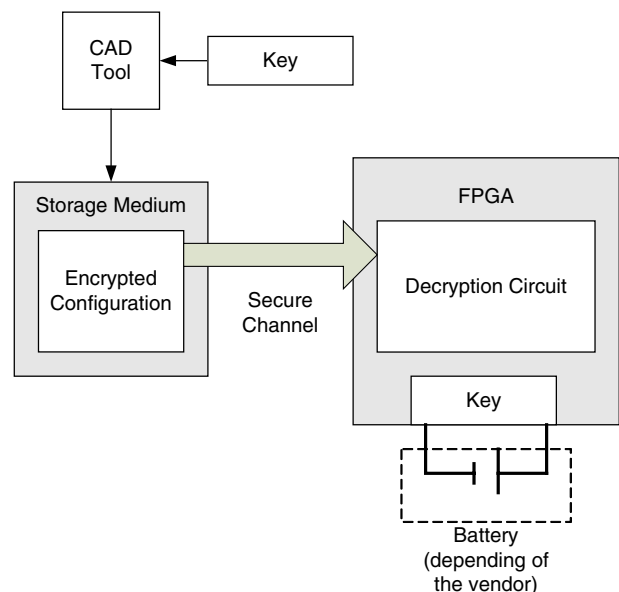 CAD
Tool
Key
Storage Medium
FPGA
Encrypted
Configuration
Decryption Circuit
Secure
Channel
Key
Battery
(depending of
the vendor)